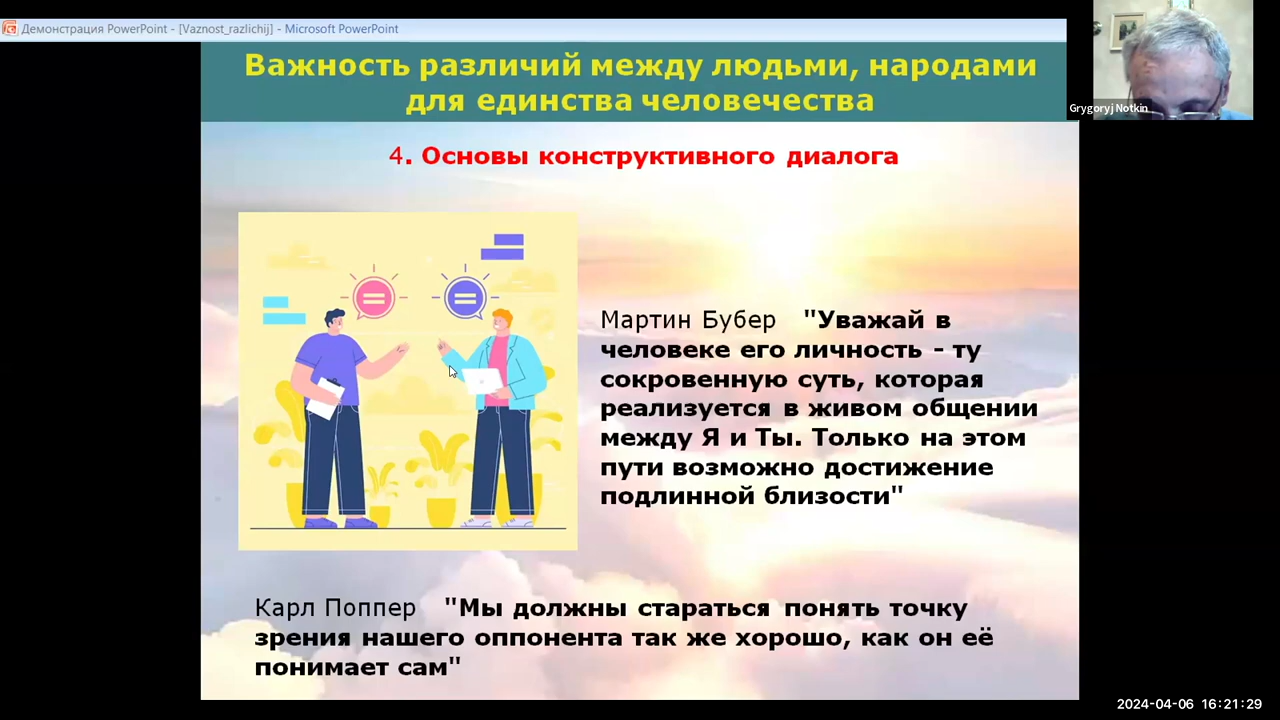 Демонстрация PowerPoint - [Vaznost_razlichij] - Microsoft PowerPoint
Важность различий между людьми, народами
для единства человечества
Grygoryj Notkin
4. Основы конструктивного диалога
Мартин Бубер "Уважай в
человеке его личность - ту
сокровенную суть, которая
реализуется в живом общении
между Я и Ты. Только на этом
пути возможно достижение
подлинной близости"
Карл Поппер "Мы должны стараться понять точку
зрения нашего оппонента так же хорошо, как он её
понимает сам"
2024-04-06 16:21:29